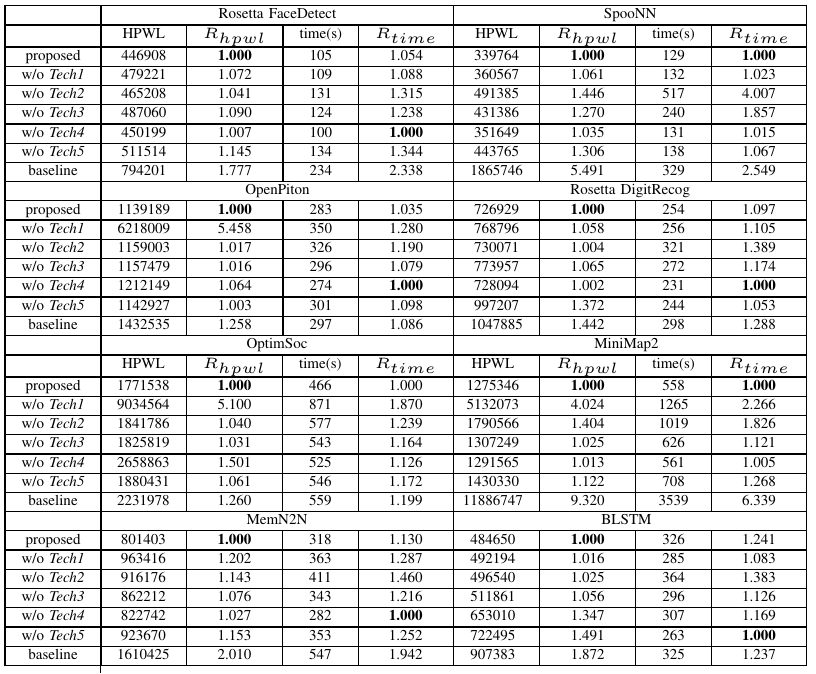 Rosetta FaceDetect SpooNN
HPWL R_hpwl time(s) R_time HPWL R_hpwl time(s) R_time
proposed 446908 1.000 105 1.054 339764 1.000 129 1.000
w/o Tech1 479221 1.072 109 1.088 360567 1.061 132 1.023
w/o Tech2 465208 1.041 131 1.315 491385 1.446 517 4.007
w/o Tech3 487060 1.090 124 1.238 431386 1.270 240 1.857
w/o Tech4 450199 1.007 100 1.000 351649 1.035 131 1.015
w/o Tech5 511514 1.145 134 1.344 443765 1.306 138 1.067
baseline 794201 1.777 234 2.338 1865746 5.491 329 2.549
OpenPiton Rosetta DigitRecog
proposed 1139189 1.000 283 1.035 726929 1.000 254 1.097
w/o Tech1 6218009 5.458 350 1.280 768796 1.058 256 1.105
w/o Tech2 1159003 1.017 326 1.190 730071 1.004 321 1.389
w/o Tech3 1157479 1.016 296 1.079 773957 1.065 272 1.174
w/o Tech4 1212149 1.064 274 1.000 728094 1.002 231 1.000
w/o Tech5 1142927 1.003 301 1.098 997207 1.372 244 1.053
baseline 1432535 1.258 297 1.086 1047885 1.442 298 1.288
OptimSoc MiniMap2
HPWL R_hpwl time(s) R_time HPWL R_hpwl time(s) R_time
proposed 1771538 1.000 466 1.000 1275346 1.000 558 1.000
w/o Tech1 9034564 5.100 871 1.870 5132073 4.024 1265 2.266
w/o Tech2 1841786 1.040 577 1.239 1790566 1.404 1019 1.826
w/o Tech3 1825819 1.031 543 1.164 1307249 1.025 626 1.121
w/o Tech4 2658863 1.501 525 1.126 1291565 1.013 561 1.005
w/o Tech5 1880431 1.061 546 1.172 1430330 1.122 708 1.268
baseline 2231978 1.260 559 1.199 11886747 9.320 3539 6.339
MemN2N BLSTM
proposed 801403 1.000 318 1.130 484650 1.000 326 1.241
w/o Tech1 963416 1.202 363 1.287 492194 1.016 285 1.083
w/o Tech2 916176 1.143 411 1.460 496540 1.025 364 1.383
w/o Tech3 862212 1.076 343 1.216 511861 1.056 296 1.126
w/o Tech4 822742 1.027 282 1.000 653010 1.347 307 1.169
w/o Tech5 923670 1.153 353 1.252 722495 1.491 263 1.000
baseline 1610425 2.010 547 1.942 907383 1.872 325 1.237